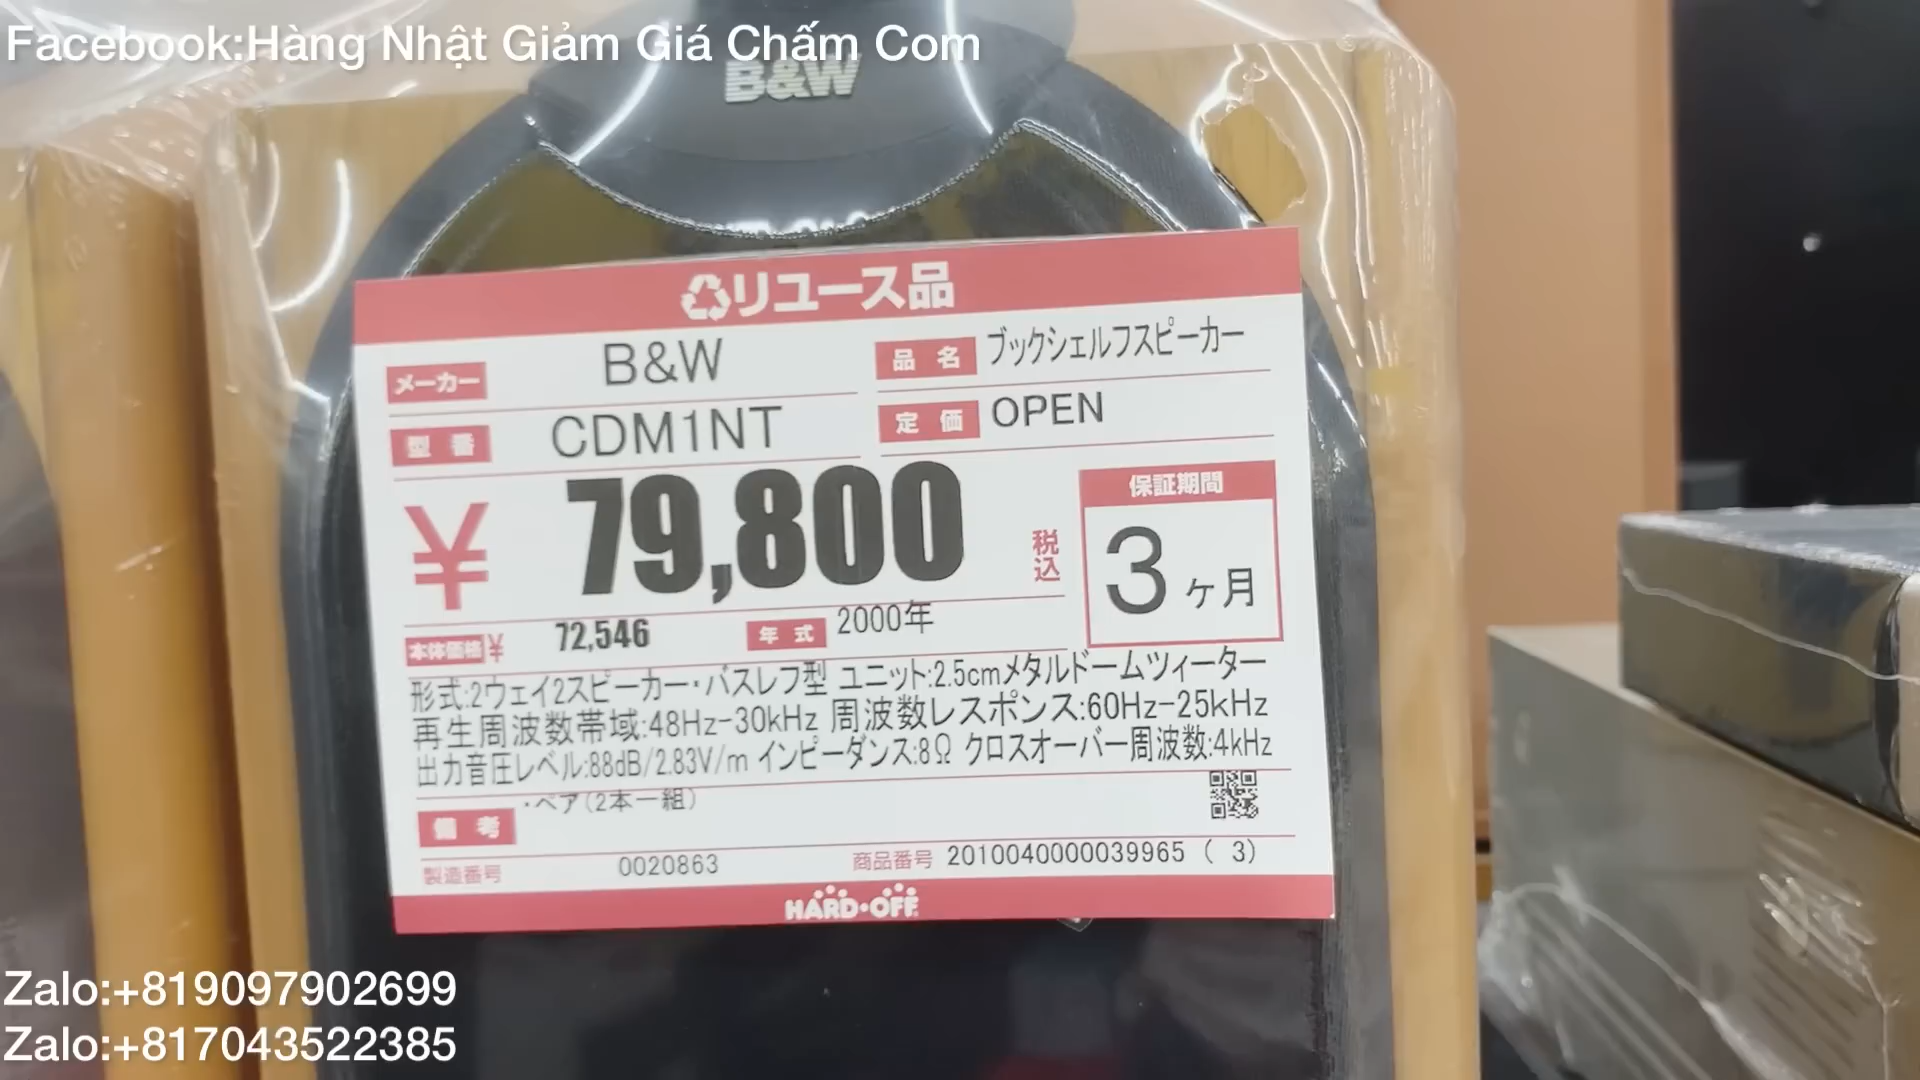 Facebook:Hàng Nhật Giảm Giá Chấm Com
B&W
リユース品
メーカー B&W 品名 ブックシェルフスピーカー
型番 CDM1NT 定価 OPEN
¥ 79,800 税込 保証期間 3ヶ月
本体価格¥ 72,546 年式 2000年
形式:2ウェイ2スピーカー・バスレフ型 ユニット:2.5cmメタルドームツィーター
再生周波数帯域:48Hz-30kHz 周波数レスポンス:60Hz-25kHz
出力音圧レベル:88dB/2.83V/m インピーダンス:8Ω クロスオーバー周波数:4kHz
備考 ・ペア(2本一組)
製造番号 0020863 商品番号 2010040000039965 ( 3)
HARD・OFF
Zalo:+819097902699
Zalo:+817043522385